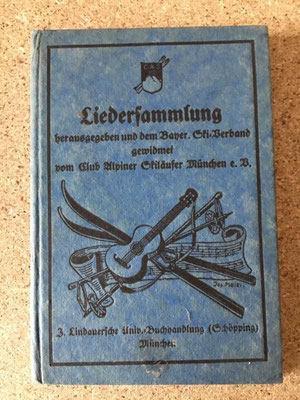 Liedersammlung
herausgegeben und dem Bayer. Ski-Verband
gewidmet
vom Club Alpiner Skiläufer München e. V.
J. Lindauersche Univ.-Buchhandlung (Schöpping)
München.